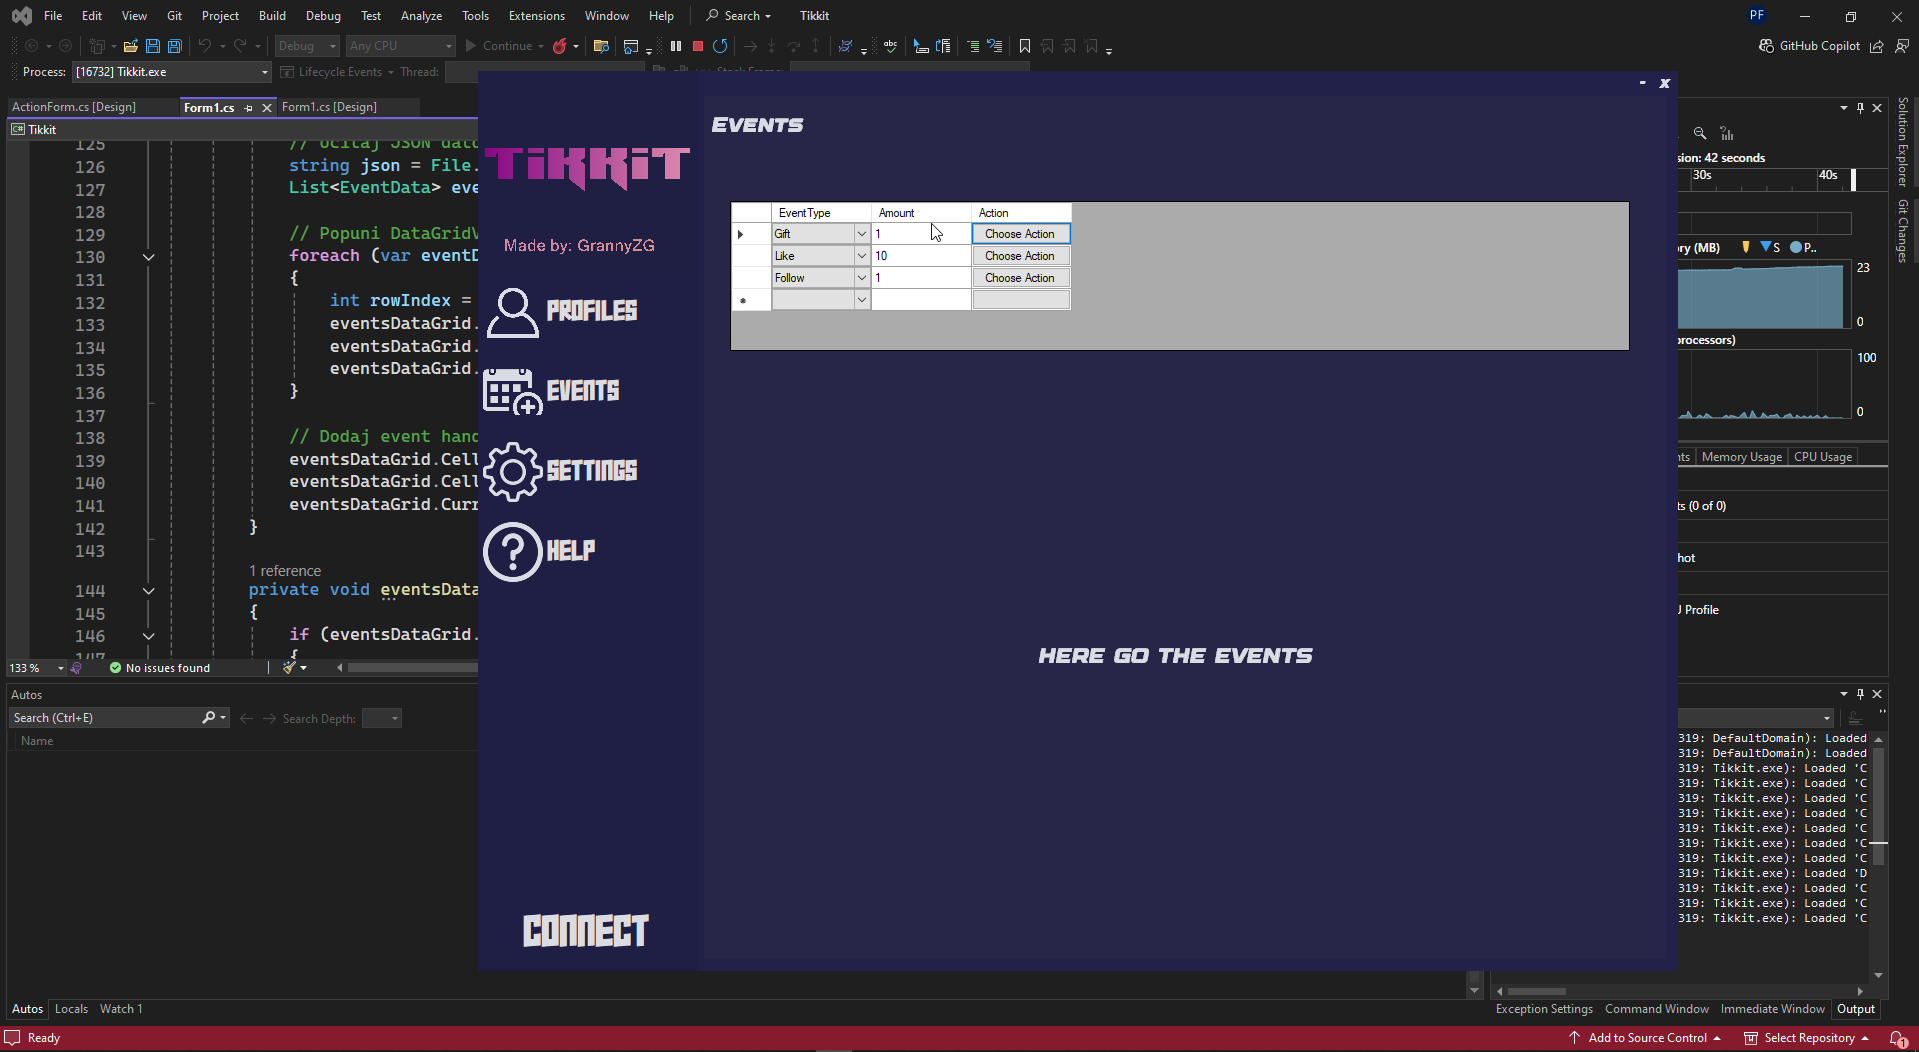 File Edit View Git Project Build Debug Test Analyze Tools Extensions Window Help Search Tikkit PF
Debug Any CPU Continue GitHub Copilot
Process: [16732] Tikkit.exe Lifecycle Events Thread:
ActionForm.cs [Design] Form1.cs Form1.cs [Design]
C# Tikkit
125
126 string json = File.
127 List<EventData> eve
128
129 // Popuni DataGridV
130 foreach (var eventD
131 {
132 int rowIndex =
133 eventsDataGrid.
134 eventsDataGrid.
135 eventsDataGrid.
136 }
137
138 // Dodaj event hand
139 eventsDataGrid.Cell
140 eventsDataGrid.Cell
141 eventsDataGrid.Curr
142 }
143
1 reference
144 private void eventsData
145 {
146 if (eventsDataGrid.
147 {
133 % No issues found
Autos
Search (Ctrl+E) Search Depth:
Name
Autos Locals Watch 1
TIKKIT
Made by: GrannyZG
PROFILES
EVENTS
SETTINGS
HELP
CONNECT
- X
EVENTS
EventType Amount Action
Gift 1 Choose Action
Like 10 Choose Action
Follow 1 Choose Action
HERE GO THE EVENTS
sion: 42 seconds
30s 40s
ry (MB) S P..
23
0
processors)
100
0
nts Memory Usage CPU Usage
ts (0 of 0)
hot
J Profile
Solution Explorer
Git Changes
319: DefaultDomain): Loaded
319: DefaultDomain): Loaded
319: Tikkit.exe): Loaded 'C
319: Tikkit.exe): Loaded 'C
319: Tikkit.exe): Loaded 'C
319: Tikkit.exe): Loaded 'C
319: Tikkit.exe): Loaded 'C
319: Tikkit.exe): Loaded 'C
319: Tikkit.exe): Loaded 'C
319: Tikkit.exe): Loaded 'D
319: Tikkit.exe): Loaded 'C
319: Tikkit.exe): Loaded 'C
319: Tikkit.exe): Loaded 'C
Exception Settings Command Window Immediate Window Output
Ready Add to Source Control Select Repository 1